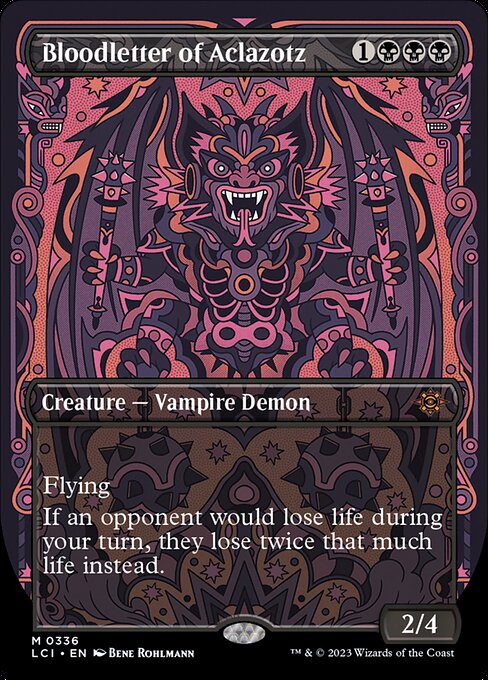 Bloodletter of Aclazotz 1
Creature — Vampire Demon
Flying
If an opponent would lose life during
your turn, they lose twice that much
life instead.
2/4
M 0336
LCI • EN Bene Rohlmann
™ & © 2023 Wizards of the Coast